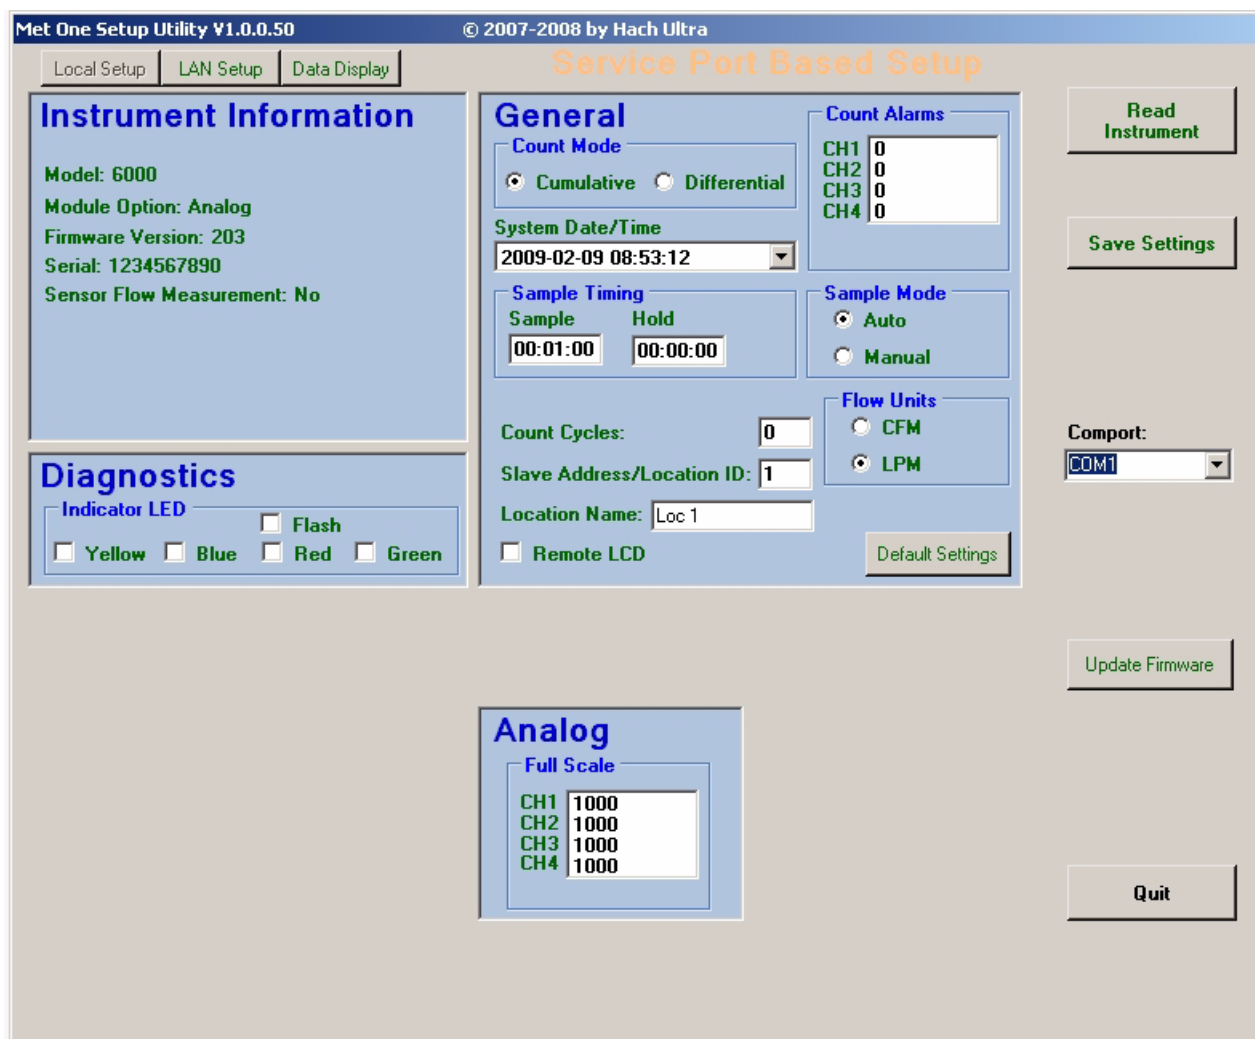 Met One Setup Utility V1.0.0.50 © 2007-2008 by Hach Ultra
Local Setup LAN Setup Data Display
Service Port Based Setup
Instrument Information
Model: 6000
Module Option: Analog
Firmware Version: 203
Serial: 1234567890
Sensor Flow Measurement: No
Diagnostics
Indicator LED
Flash
Yellow Blue Red Green
General
Count Mode
Cumulative Differential
System Date/Time
2009-02-09 08:53:12
Count Alarms
CH1 0
CH2 0
CH3 0
CH4 0
Sample Timing
Sample Hold
00:01:00 00:00:00
Sample Mode
Auto
Manual
Count Cycles: 0
Slave Address/Location ID: 1
Location Name: Loc 1
Remote LCD
Flow Units
CFM
LPM
Default Settings
Analog
Full Scale
CH1 1000
CH2 1000
CH3 1000
CH4 1000
Read
Instrument
Save Settings
Comport:
COM1
Update Firmware
Quit